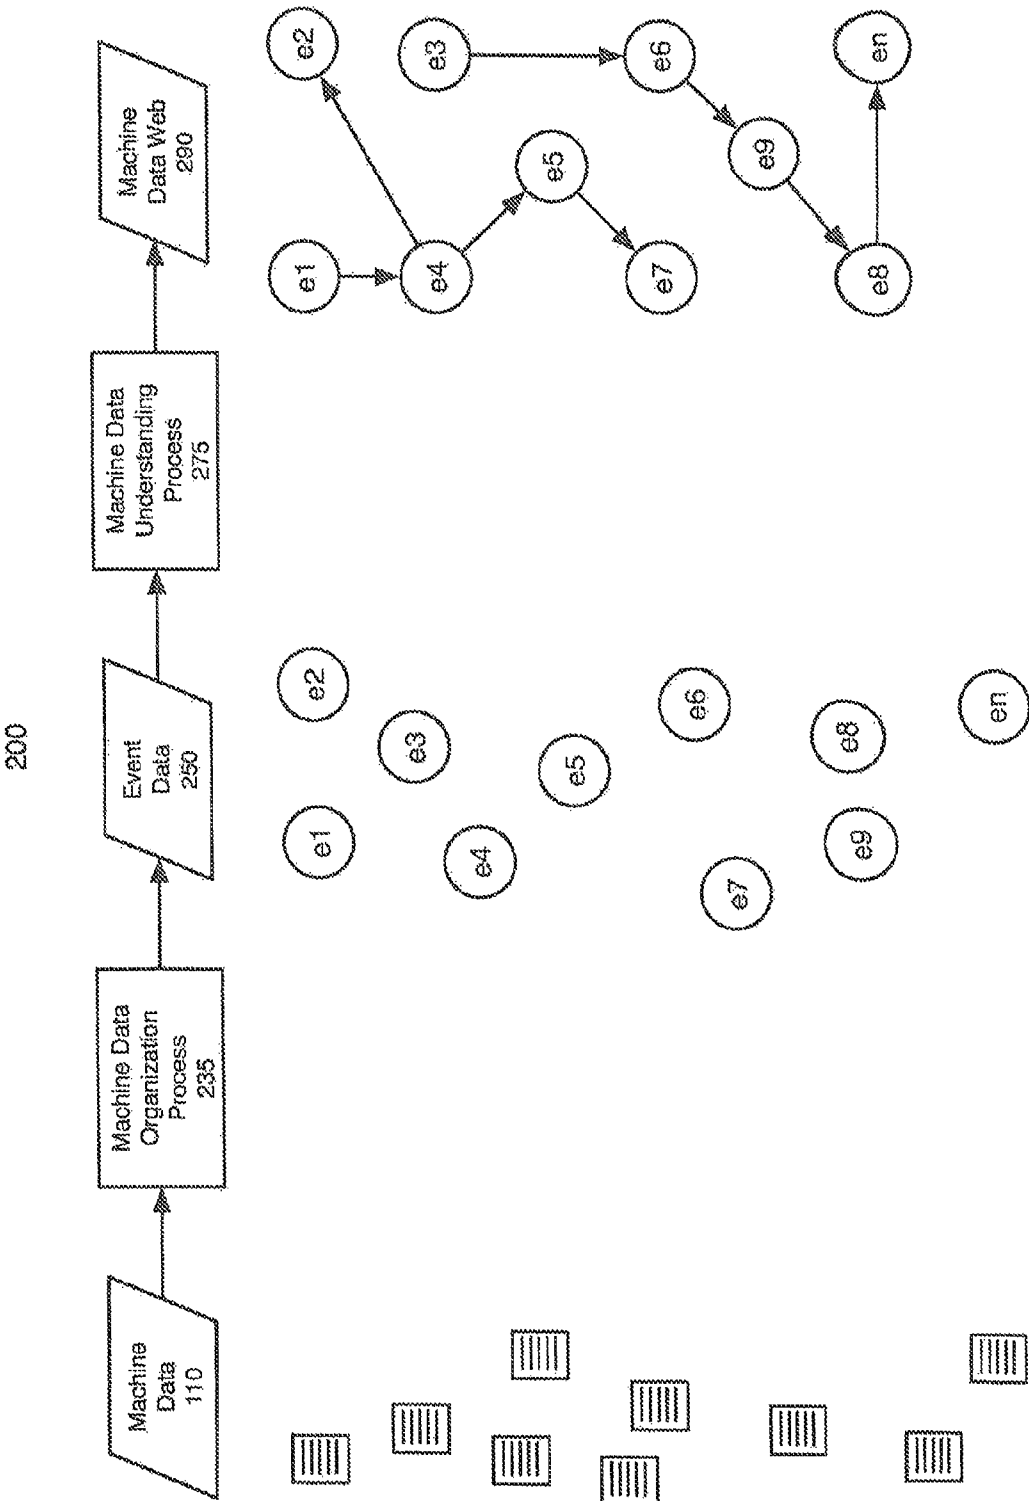 200
Machine
Data
110
Machine Data
Organization
Process
235
Event
Data
250
Machine Data
Understanding
Process
275
Machine
Data Web
290
e1
e2
e3
e4
e5
e6
e7
e8
e9
en
e1
e2
e3
e4
e5
e6
e7
e9
e8
en